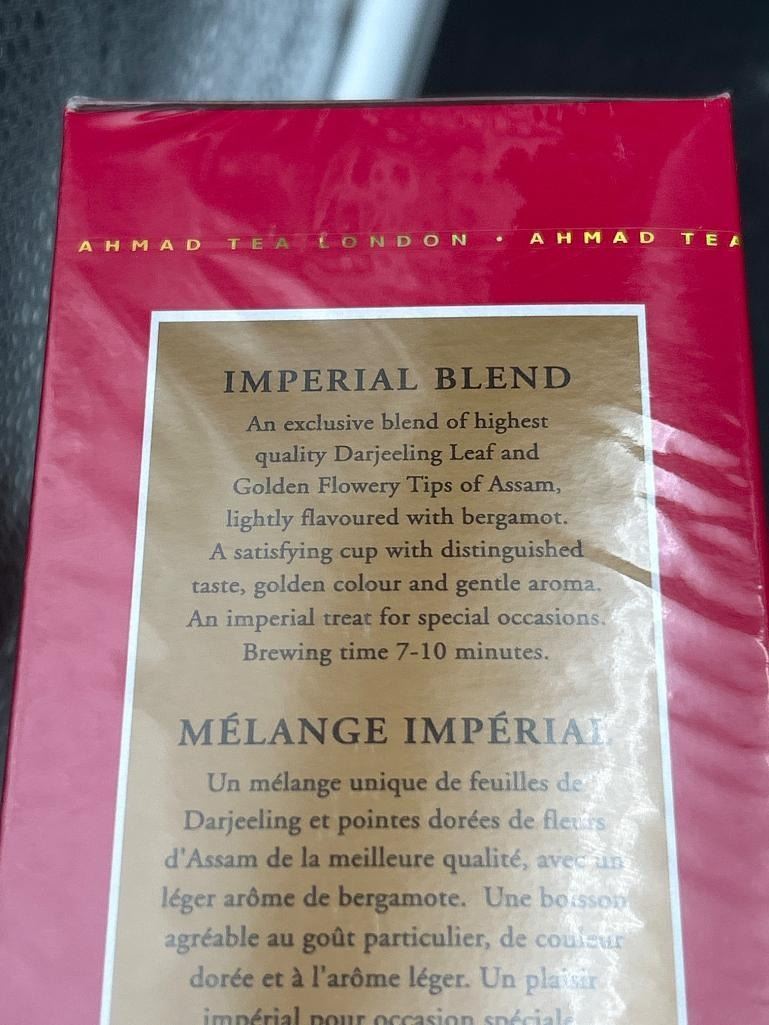 AHMAD TEA LONDON • AHMAD TEA
IMPERIAL BLEND
An exclusive blend of highest
quality Darjeeling Leaf and
Golden Flowery Tips of Assam,
lightly flavoured with bergamot.
A satisfying cup with distinguished
taste, golden colour and gentle aroma.
An imperial treat for special occasions.
Brewing time 7-10 minutes.
MÉLANGE IMPÉRIAL
Un mélange unique de feuilles de
Darjeeling et pointes dorées de fleurs
d'Assam de la meilleure qualité, avec un
léger arôme de bergamote. Une boisson
agréable au goût particulier, de couleur
dorée et à l'arôme léger. Un plaisir
impérial pour occasion spéciale